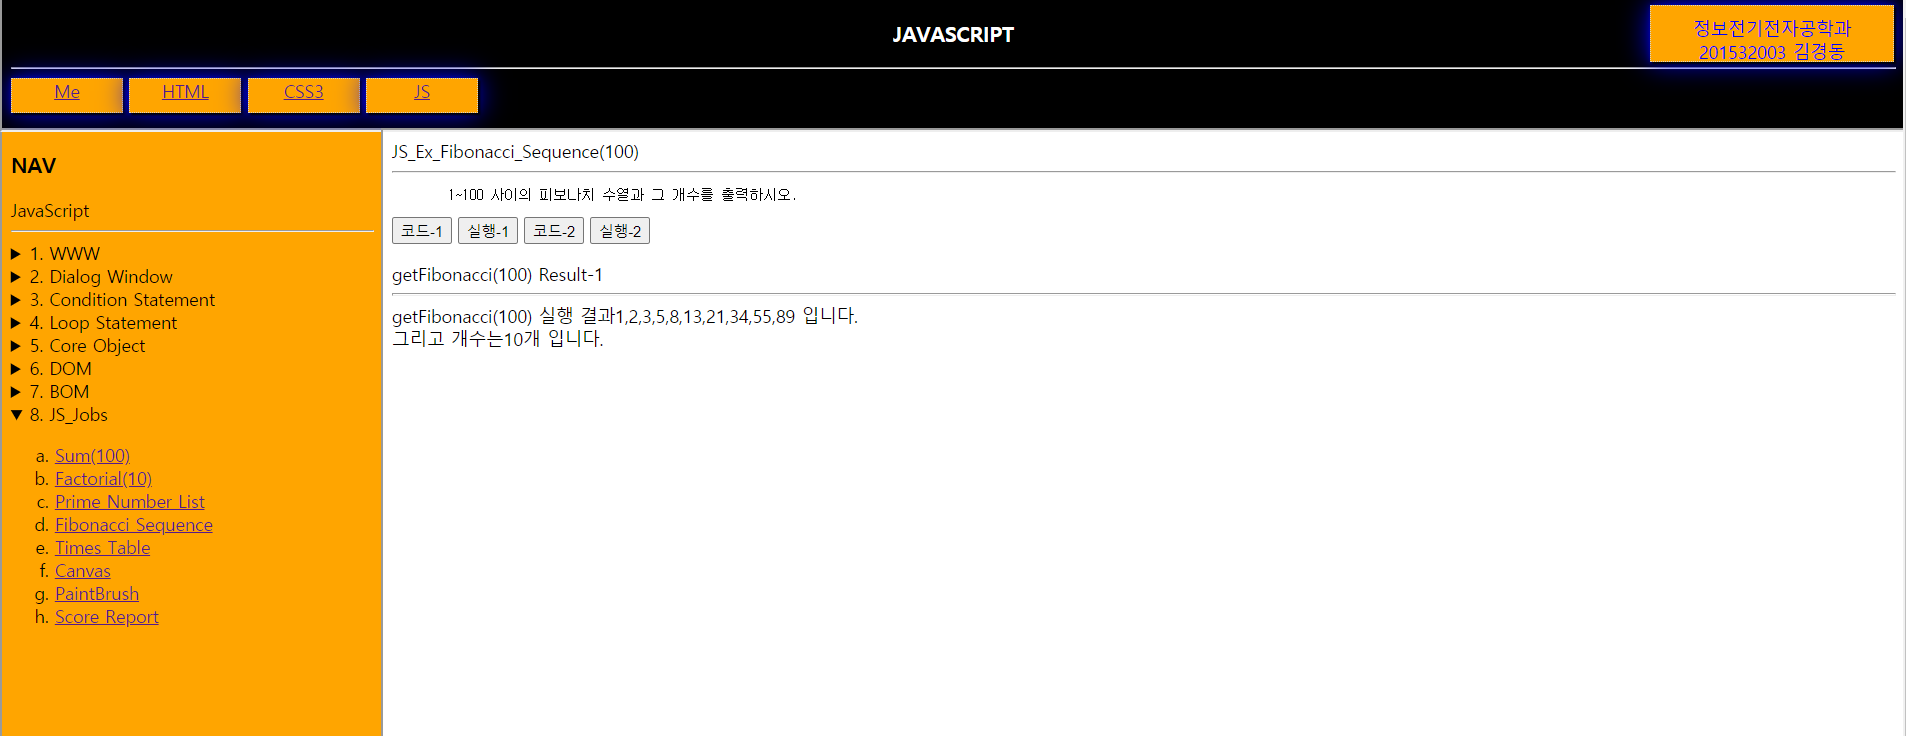 JAVASCRIPT
정보전기전자공학과
201532003 김경동
Me HTML CSS3 JS
NAV
JavaScript
1. WWW
2. Dialog Window
3. Condition Statement
4. Loop Statement
5. Core Object
6. DOM
7. BOM
8. JS_Jobs
a. Sum(100)
b. Factorial(10)
c. Prime Number List
d. Fibonacci Sequence
e. Times Table
f. Canvas
g. PaintBrush
h. Score Report
JS_Ex_Fibonacci_Sequence(100)
1~100 사이의 피보나치 수열과 그 개수를 출력하시오.
코드-1 실행-1 코드-2 실행-2
getFibonacci(100) Result-1
getFibonacci(100) 실행 결과1,2,3,5,8,13,21,34,55,89 입니다.
그리고 개수는10개 입니다.